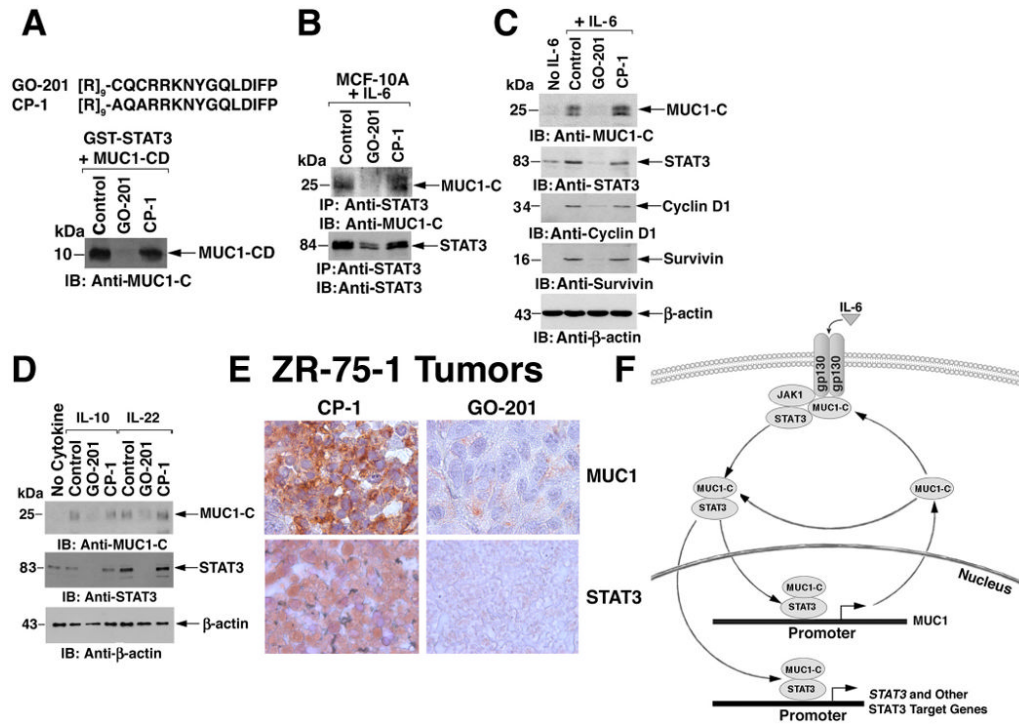 A
GO-201 [R]9-CQCRRKNYGQLDIFP
CP-1 [R]9-AQARRKNYGQLDIFP
GST-STAT3
+ MUC1-CD
Control
GO-201
CP-1
kDa
10
MUC1-CD
IB: Anti-MUC1-C
B
MCF-10A
+ IL-6
Control
GO-201
CP-1
kDa
25
MUC1-C
IP: Anti-STAT3
IB: Anti-MUC1-C
84
STAT3
IP: Anti-STAT3
IB: Anti-STAT3
C
+ IL-6
No IL-6
Control
GO-201
CP-1
kDa
25
MUC1-C
IB: Anti-MUC1-C
83
STAT3
IB: Anti-STAT3
34
Cyclin D1
IB: Anti-Cyclin D1
16
Survivin
IB: Anti-Survivin
43
β-actin
IB: Anti-β-actin
D
IL-10 IL-22
No Cytokine
Control
GO-201
CP-1
Control
GO-201
CP-1
kDa
25
MUC1-C
IB: Anti-MUC1-C
83
STAT3
IB: Anti-STAT3
43
β-actin
IB: Anti-β-actin
E ZR-75-1 Tumors
CP-1 GO-201
MUC1
STAT3
F
IL-6
gp130
gp130
JAK1
STAT3
MUC1-C
MUC1-C
STAT3
MUC1-C
Nucleus
MUC1-C
STAT3
Promoter
MUC1
MUC1-C
STAT3
Promoter
STAT3 and Other
STAT3 Target Genes